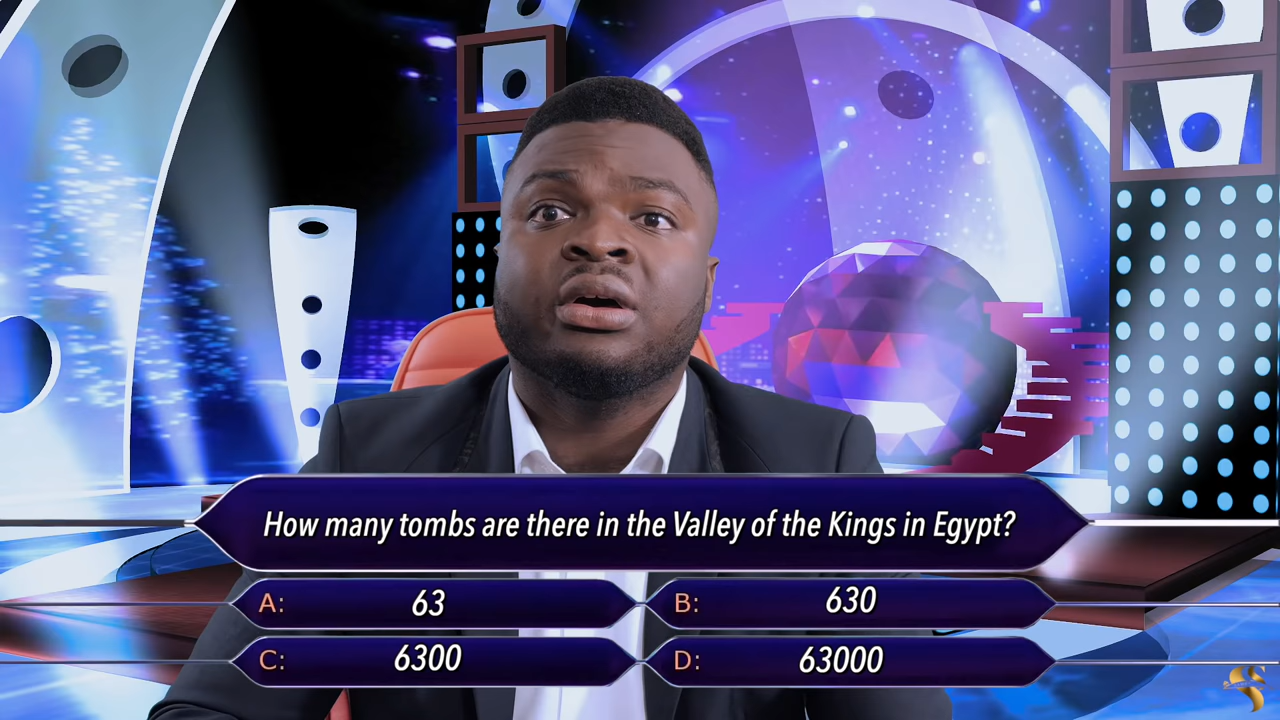 How many tombs are there in the Valley of the Kings in Egypt?
A: 63
B: 630
C: 6300
D: 63000